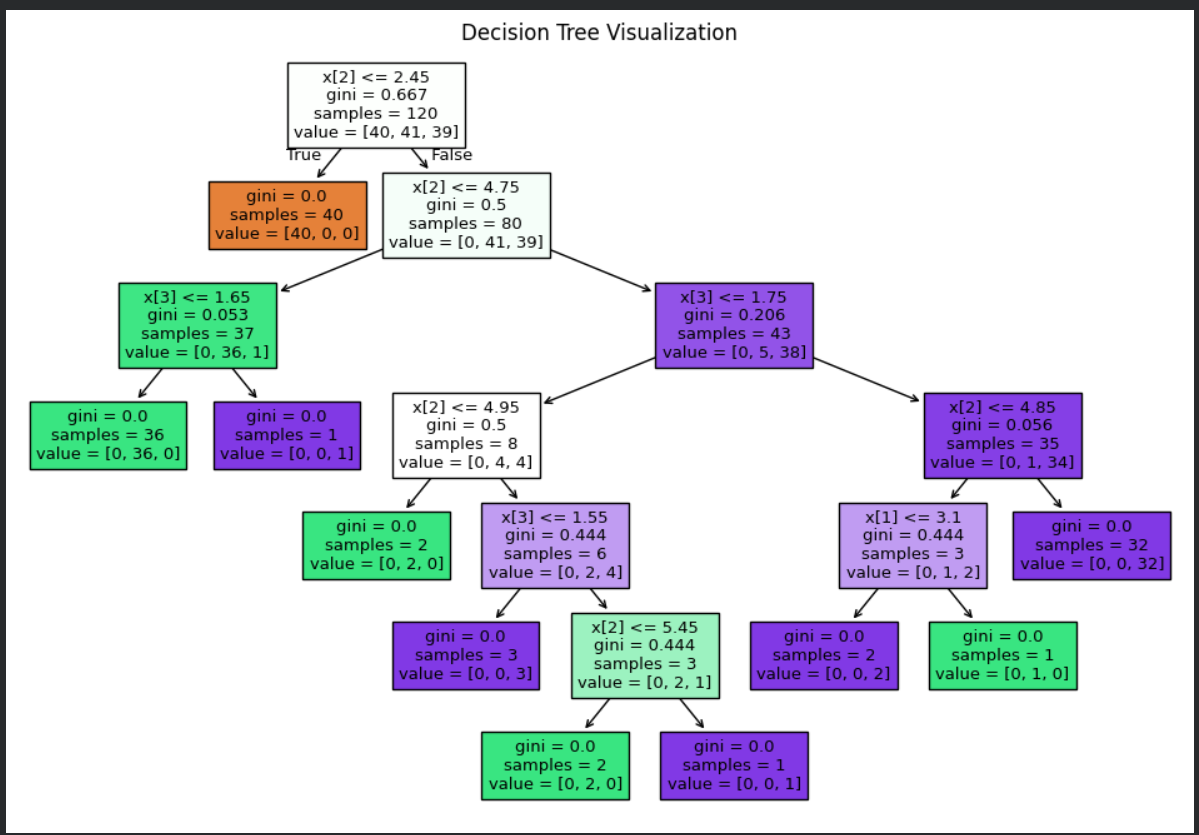 Decision Tree Visualization
x[2] <= 2.45
gini = 0.667
samples = 120
value = [40, 41, 39]
True
False
gini = 0.0
samples = 40
value = [40, 0, 0]
x[2] <= 4.75
gini = 0.5
samples = 80
value = [0, 41, 39]
x[3] <= 1.65
gini = 0.053
samples = 37
value = [0, 36, 1]
x[3] <= 1.75
gini = 0.206
samples = 43
value = [0, 5, 38]
gini = 0.0
samples = 36
value = [0, 36, 0]
gini = 0.0
samples = 1
value = [0, 0, 1]
x[2] <= 4.95
gini = 0.5
samples = 8
value = [0, 4, 4]
x[2] <= 4.85
gini = 0.056
samples = 35
value = [0, 1, 34]
gini = 0.0
samples = 2
value = [0, 2, 0]
x[3] <= 1.55
gini = 0.444
samples = 6
value = [0, 2, 4]
x[1] <= 3.1
gini = 0.444
samples = 3
value = [0, 1, 2]
gini = 0.0
samples = 32
value = [0, 0, 32]
gini = 0.0
samples = 3
value = [0, 0, 3]
x[2] <= 5.45
gini = 0.444
samples = 3
value = [0, 2, 1]
gini = 0.0
samples = 2
value = [0, 0, 2]
gini = 0.0
samples = 1
value = [0, 1, 0]
gini = 0.0
samples = 2
value = [0, 2, 0]
gini = 0.0
samples = 1
value = [0, 0, 1]